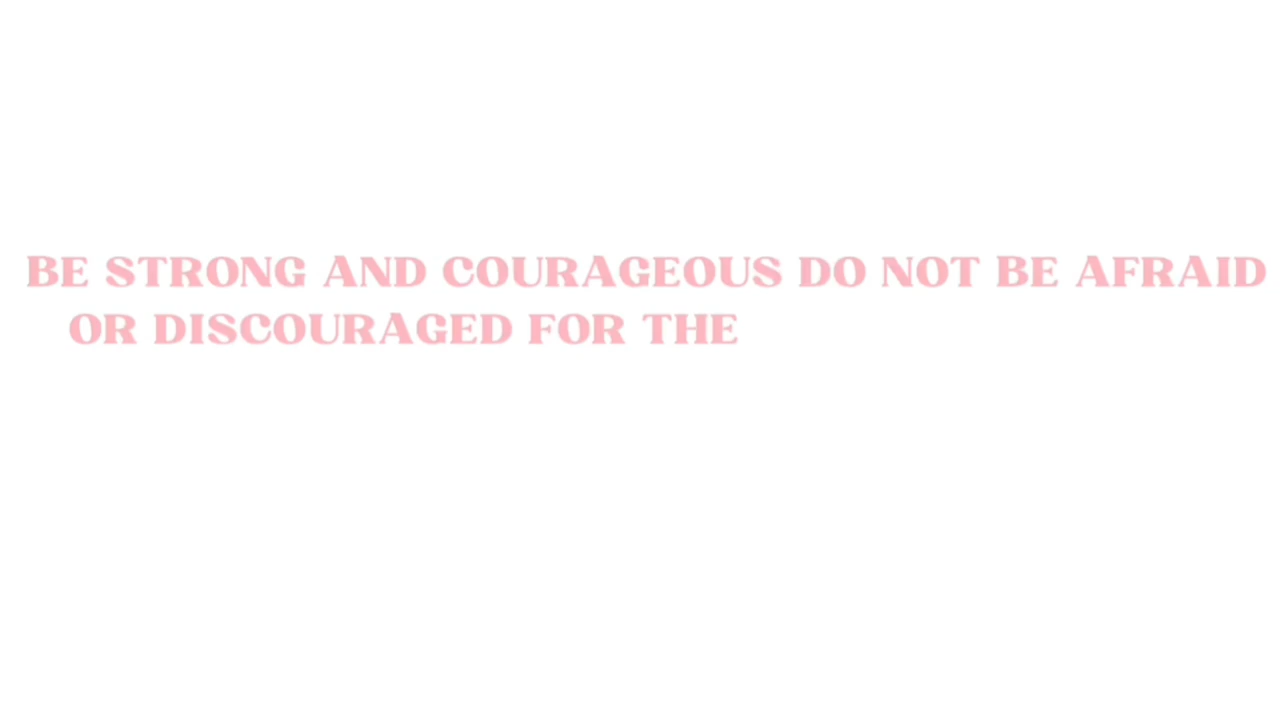 BE STRONG AND COURAGEOUS DO NOT BE AFRAID
OR DISCOURAGED FOR THE